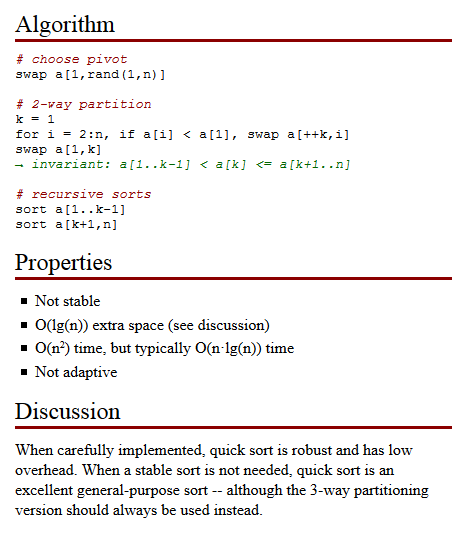 Algorithm
# choose pivot
swap a[1,rand(1,n)]
# 2-way partition
k = 1
for i = 2:n, if a[i] < a[1], swap a[++k,i]
swap a[1,k]
→ invariant: a[1..k-1] < a[k] <= a[k+1..n]
# recursive sorts
sort a[1..k-1]
sort a[k+1,n]
Properties
▪ Not stable
▪ O(lg(n)) extra space (see discussion)
▪ O(n²) time, but typically O(n·lg(n)) time
▪ Not adaptive
Discussion
When carefully implemented, quick sort is robust and has low
overhead. When a stable sort is not needed, quick sort is an
excellent general-purpose sort -- although the 3-way partitioning
version should always be used instead.